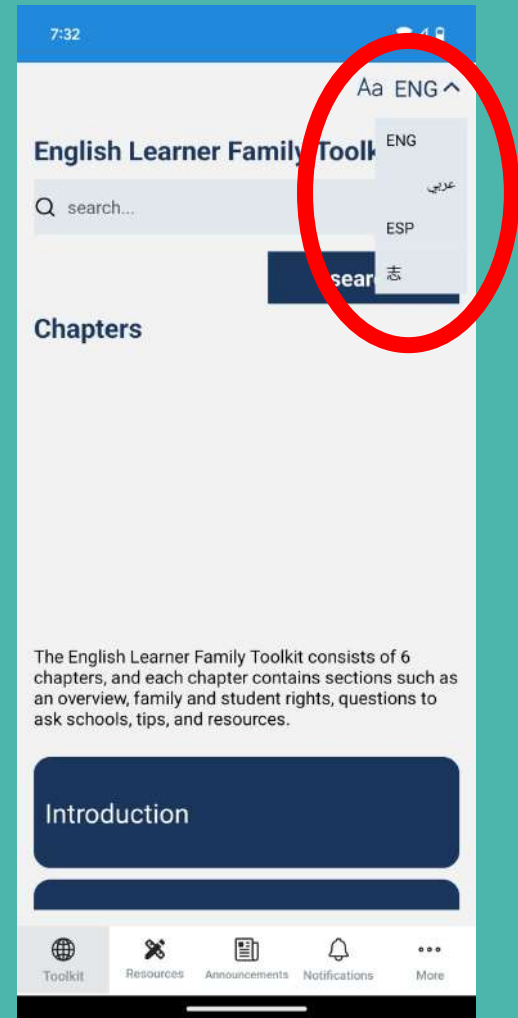 7:32
Aa ENG
English Learner Family Toolk
ENG
عربي
ESP
志
search...
sear
Chapters
The English Learner Family Toolkit consists of 6
chapters, and each chapter contains sections such as
an overview, family and student rights, questions to
ask schools, tips, and resources.
Introduction
Toolkit Resources Announcements Notifications More